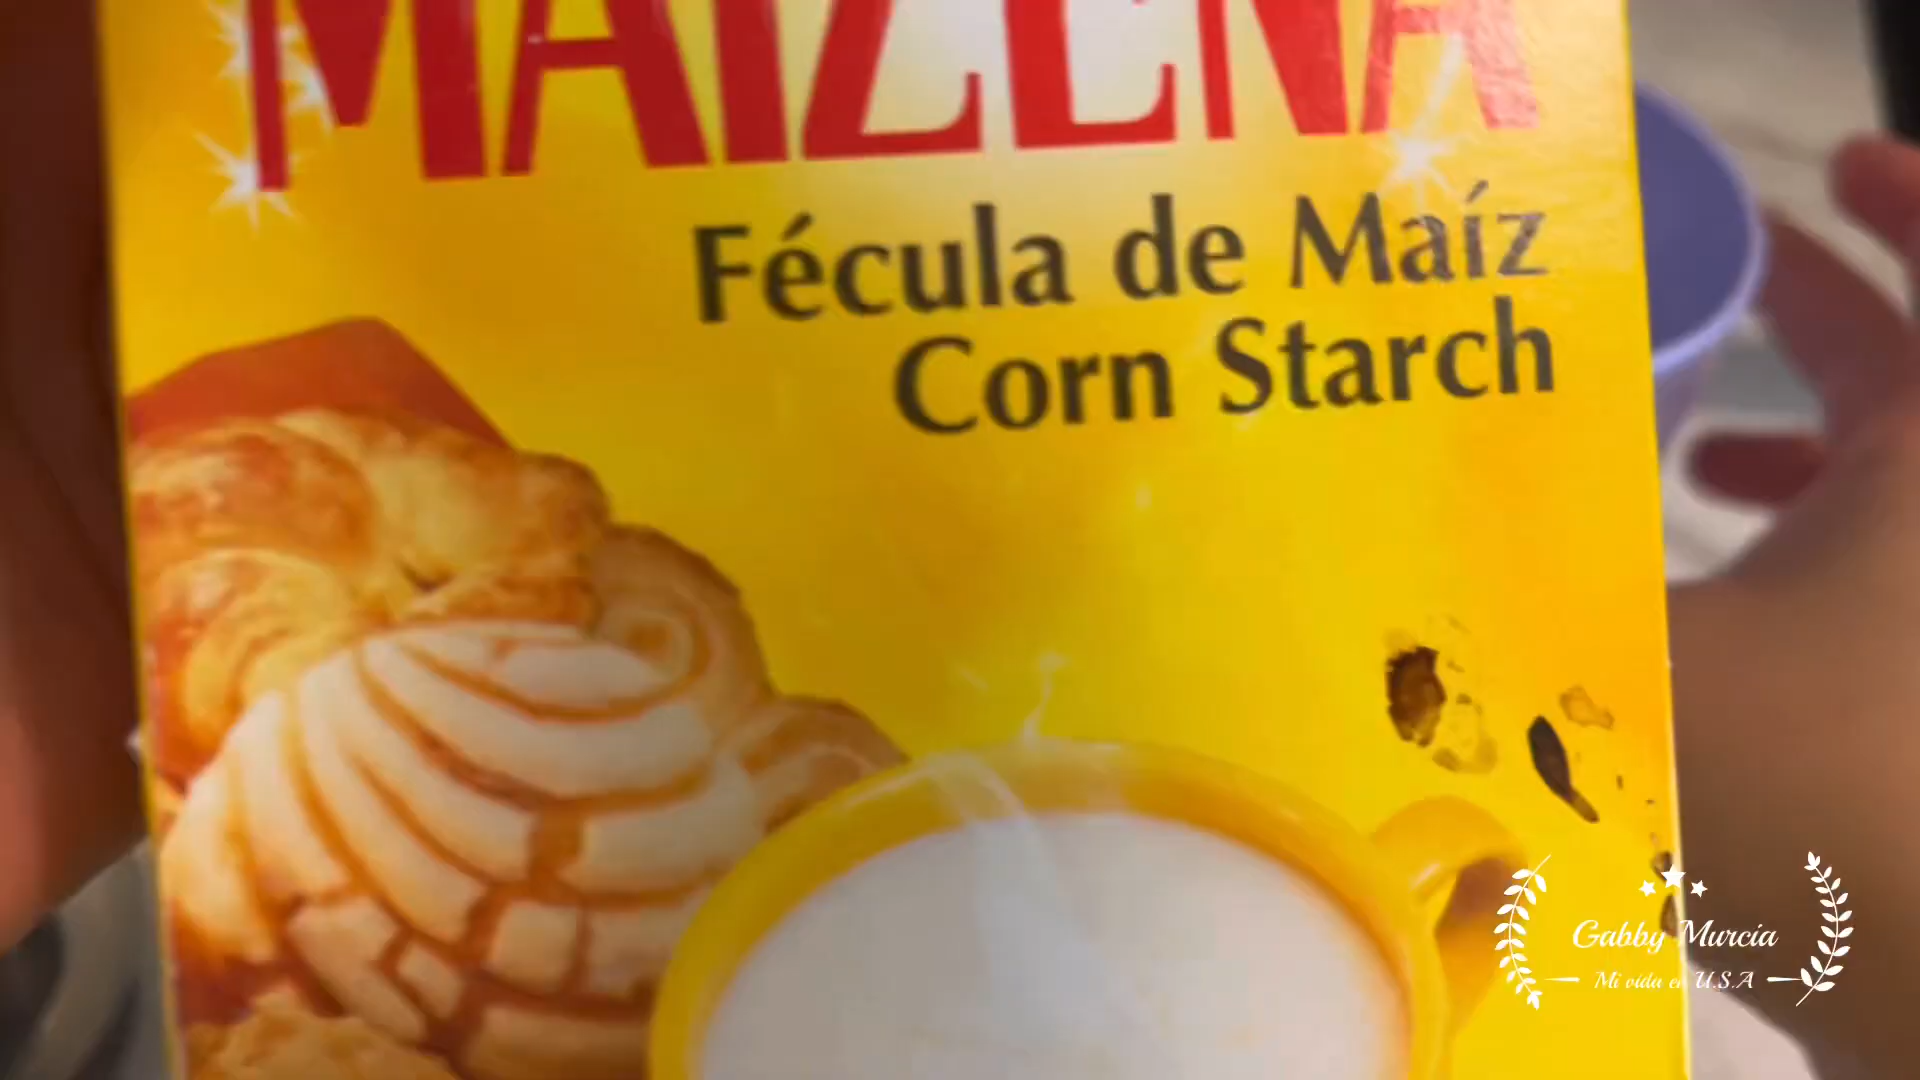 MAIZENA
Fécula de Maíz
Corn Starch
Gabby Murcia
Mi vida en U.S.A